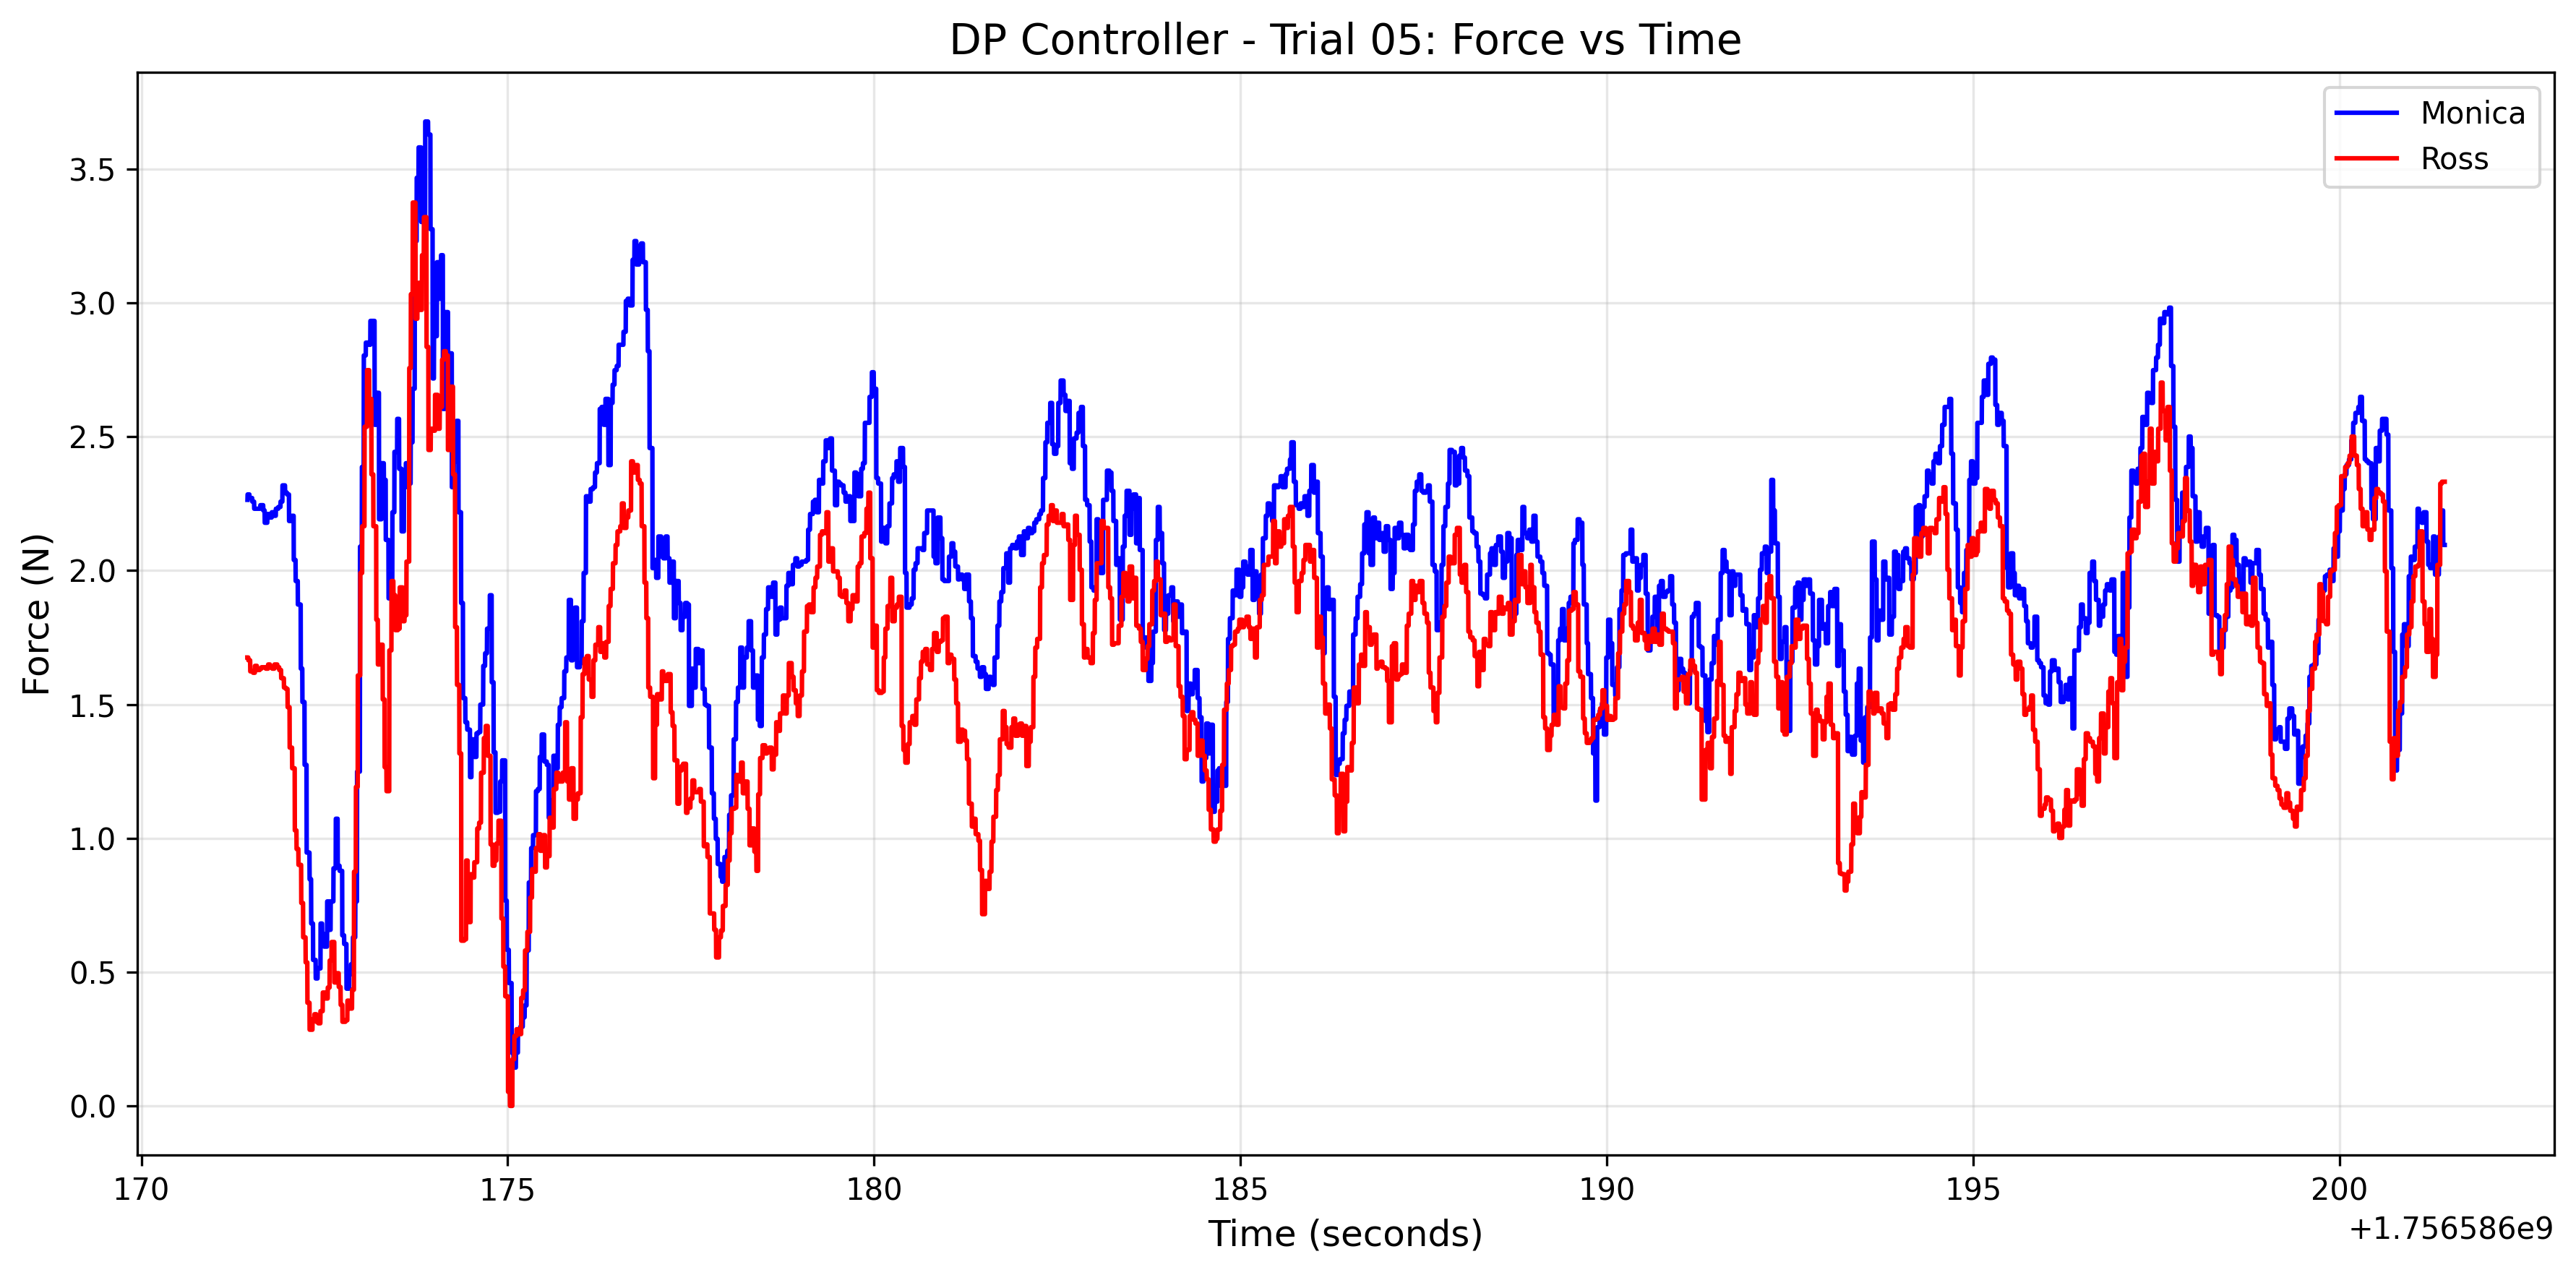 DP Controller - Trial 05: Force vs Time
Monica
Ross
Force (N)
3.5
3.0
2.5
2.0
1.5
1.0
0.5
0.0
170
175
180
185
190
195
200
Time (seconds)
+1.756586e9